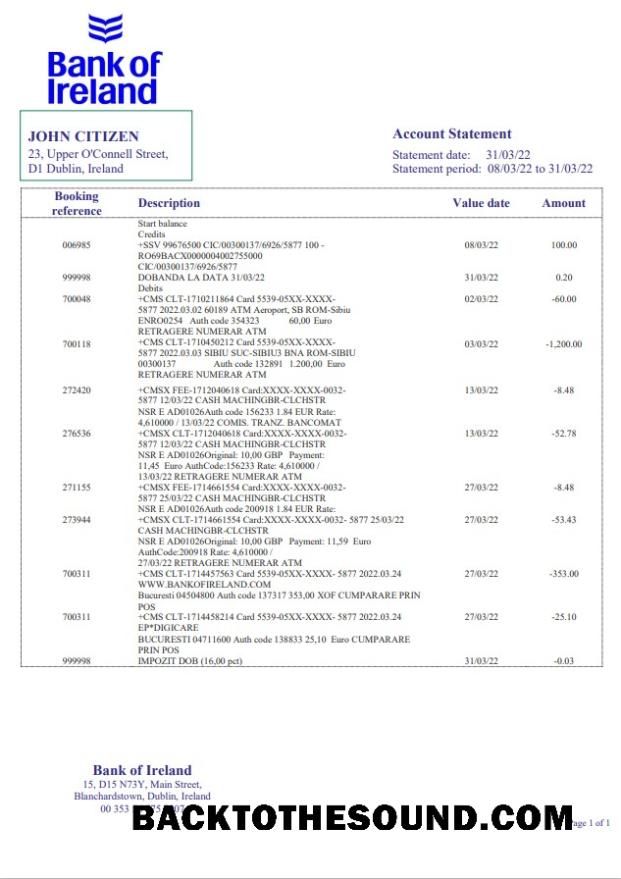 Bank of
Ireland
JOHN CITIZEN
23, Upper O'Connell Street,
D1 Dublin, Ireland
Account Statement
Statement date: 31/03/22
Statement period: 08/03/22 to 31/03/22
Booking reference Description Value date Amount
Start balance
Credits
006985 +SSV 99676500 CIC/00300137/6926/5877 100 - 08/03/22 100.00
RO69BACX0000004002755000
CIC/00300137/6926/5877
999998 DOBANDA LA DATA 31/03/22 31/03/22 0.20
Debits
700048 +CMS CLT-1710211864 Card 5539-05XX-XXXX- 02/03/22 -60.00
5877 2022.03.02 60189 ATM Aeroport, SB ROM-Sibiu
ENRO0254 Auth code 354323 60,00 Euro
RETRAGERE NUMERAR ATM
700118 +CMS CLT-1710450212 Card 5539-05XX-XXXX- 03/03/22 -1,200.00
5877 2022.03.03 SIBIU SUC-SIBIU3 BNA ROM-SIBIU
00300137 Auth code 132891 1.200,00 Euro
RETRAGERE NUMERAR ATM
272420 +CMSX FEE-1712040618 Card:XXXX-XXXX-0032- 13/03/22 -8.48
5877 12/03/22 CASH MACHINGBR-CLCHSTR
NSR E AD01026Auth code 156233 1.84 EUR Rate:
4,610000 / 13/03/22 COMIS. TRANZ. BANCOMAT
276536 +CMSX CLT-1712040618 Card:XXXX-XXXX-0032- 13/03/22 -52.78
5877 12/03/22 CASH MACHINGBR-CLCHSTR
NSR E AD01026Original: 10,00 GBP Payment:
11,45 Euro AuthCode:156233 Rate: 4,610000 /
13/03/22 RETRAGERE NUMERAR ATM
271155 +CMSX FEE-1714661554 Card:XXXX-XXXX-0032- 27/03/22 -8.48
5877 25/03/22 CASH MACHINGBR-CLCHSTR
NSR E AD01026Auth code 200918 1.84 Rate:
273944 +CMSX CLT-1714661554 Card:XXXX-XXXX-0032- 5877 25/03/22 27/03/22 -53.43
CASH MACHINGBR-CLCHSTR
NSR E AD01026Original: 10,00 GBP Payment: 11,59 Euro
AuthCode:200918 Rate: 4,610000 /
27/03/22 RETRAGERE NUMERAR ATM
700311 +CMS CLT-1714457563 Card 5539-05XX-XXXX- 5877 2022.03.24 27/03/22 -353.00
WWW.BANKOFIRELAND.COM
Bucuresti 04504800 Auth code 137317 353,00 XOF CUMPARARE PRIN
POS
700311 +CMS CLT-1714458214 Card 5539-05XX-XXXX- 5877 2022.03.24 27/03/22 -25.10
EP*DIGICARE
BUCURESTI 04711600 Auth code 138833 25,10 Euro CUMPARARE
PRIN POS
999998 IMPOZIT DOB (16,00 pct) 31/03/22 -0.03
Bank of Ireland
15, D15 N73Y, Main Street,
Blanchardstown, Dublin, Ireland
00 353
BACKTOTHESOUND.COM
Page 1 of 1